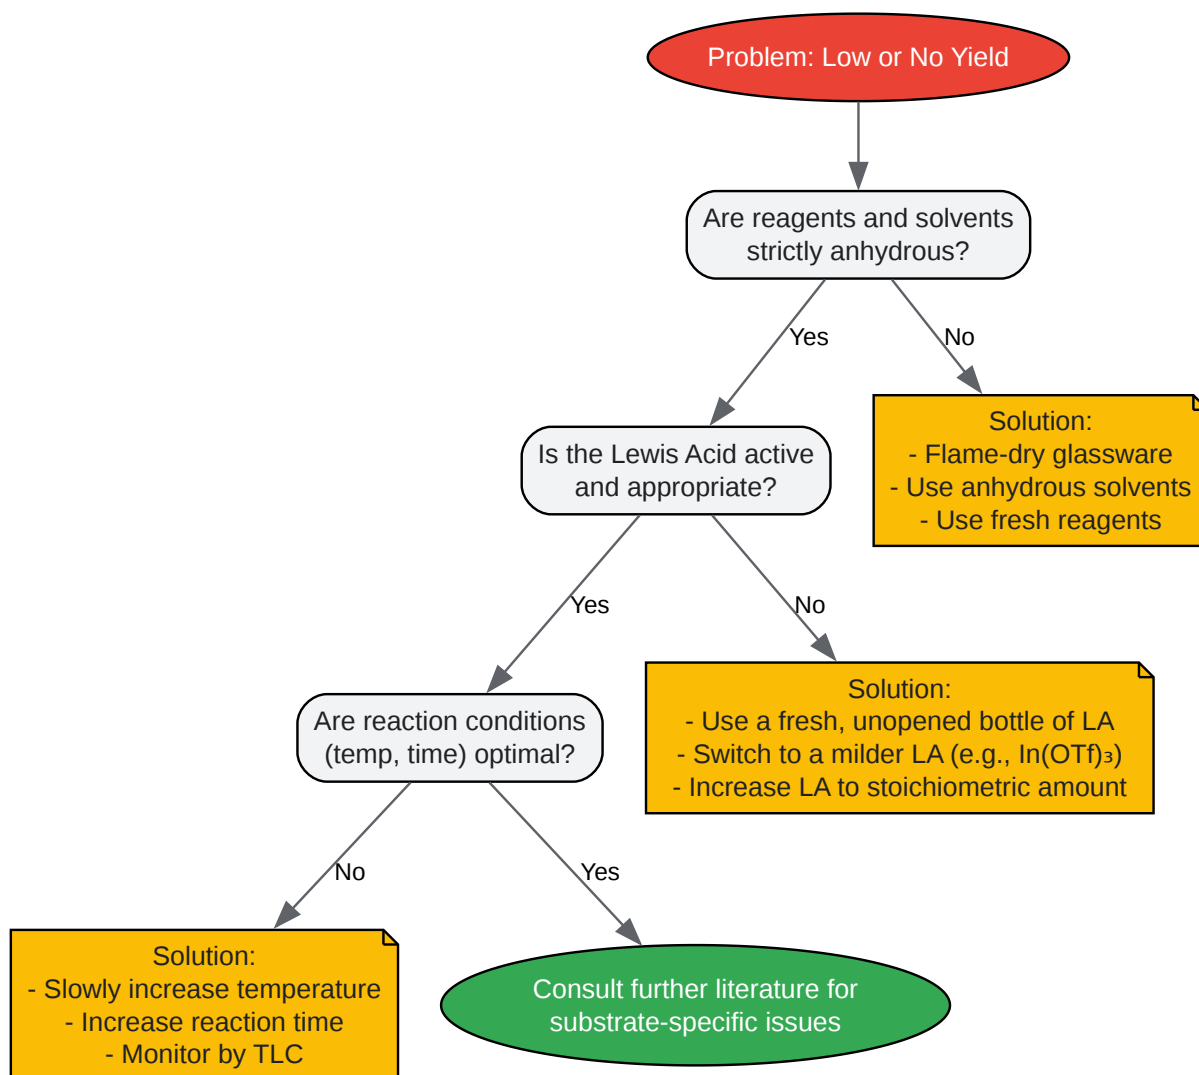 Problem: Low or No Yield
Are reagents and solvents
strictly anhydrous?
Yes
No
Solution:
- Flame-dry glassware
- Use anhydrous solvents
- Use fresh reagents
Is the Lewis Acid active
and appropriate?
Yes
No
Solution:
- Use a fresh, unopened bottle of LA
- Switch to a milder LA (e.g., In(OTf)₃)
- Increase LA to stoichiometric amount
Are reaction conditions
(temp, time) optimal?
No
Yes
Solution:
- Slowly increase temperature
- Increase reaction time
- Monitor by TLC
Consult further literature for
substrate-specific issues